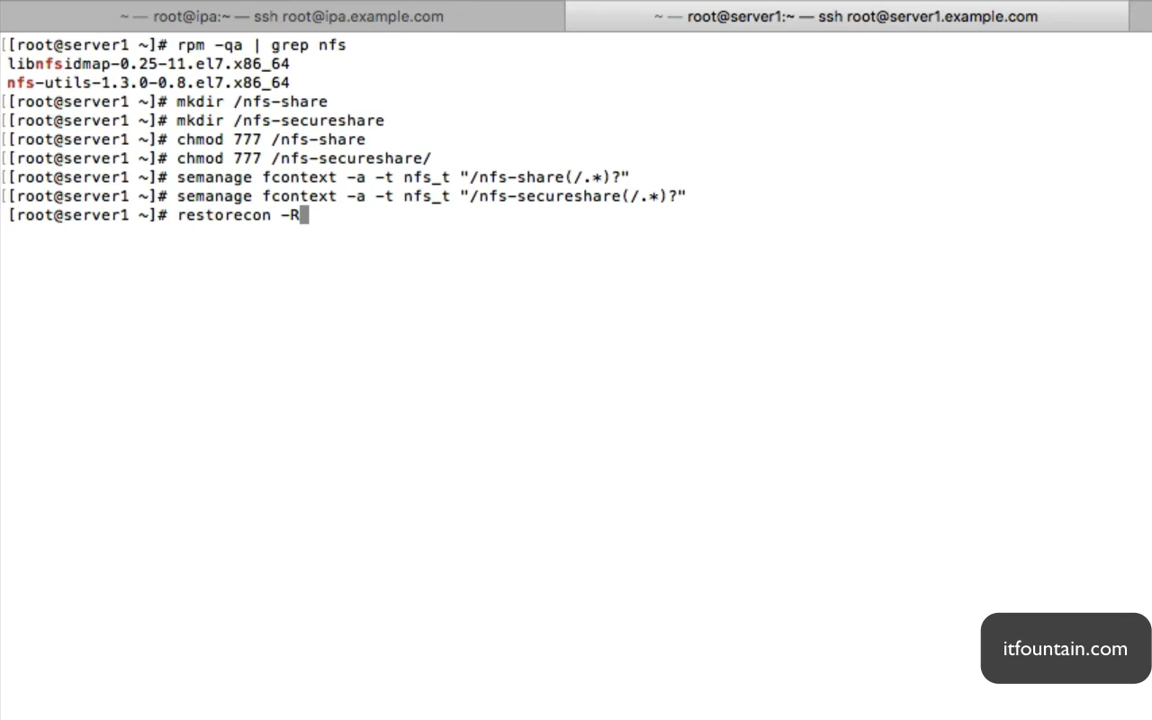 ~ — root@ipa:~ — ssh root@ipa.example.com
~ — root@server1:~ — ssh root@server1.example.com
[[root@server1 ~]# rpm -qa | grep nfs
libnfsidmap-0.25-11.el7.x86_64
nfs-utils-1.3.0-0.8.el7.x86_64
[[root@server1 ~]# mkdir /nfs-share
[[root@server1 ~]# mkdir /nfs-secureshare
[[root@server1 ~]# chmod 777 /nfs-share
[[root@server1 ~]# chmod 777 /nfs-secureshare/
[[root@server1 ~]# semanage fcontext -a -t nfs_t "/nfs-share(/.*)?"
[[root@server1 ~]# semanage fcontext -a -t nfs_t "/nfs-secureshare(/.*)?"
[root@server1 ~]# restorecon -R
itfountain.com